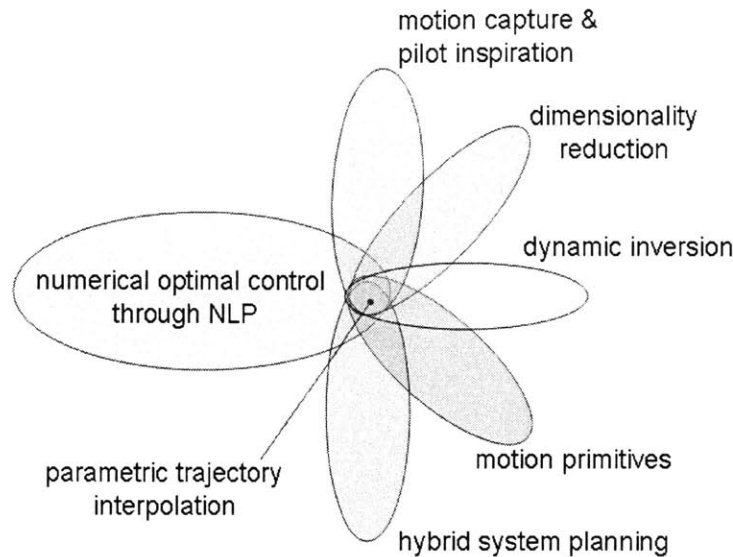 motion capture &
pilot inspiration
dimensionality
reduction
dynamic inversion
numerical optimal control
through NLP
motion primitives
parametric trajectory
interpolation
hybrid system planning